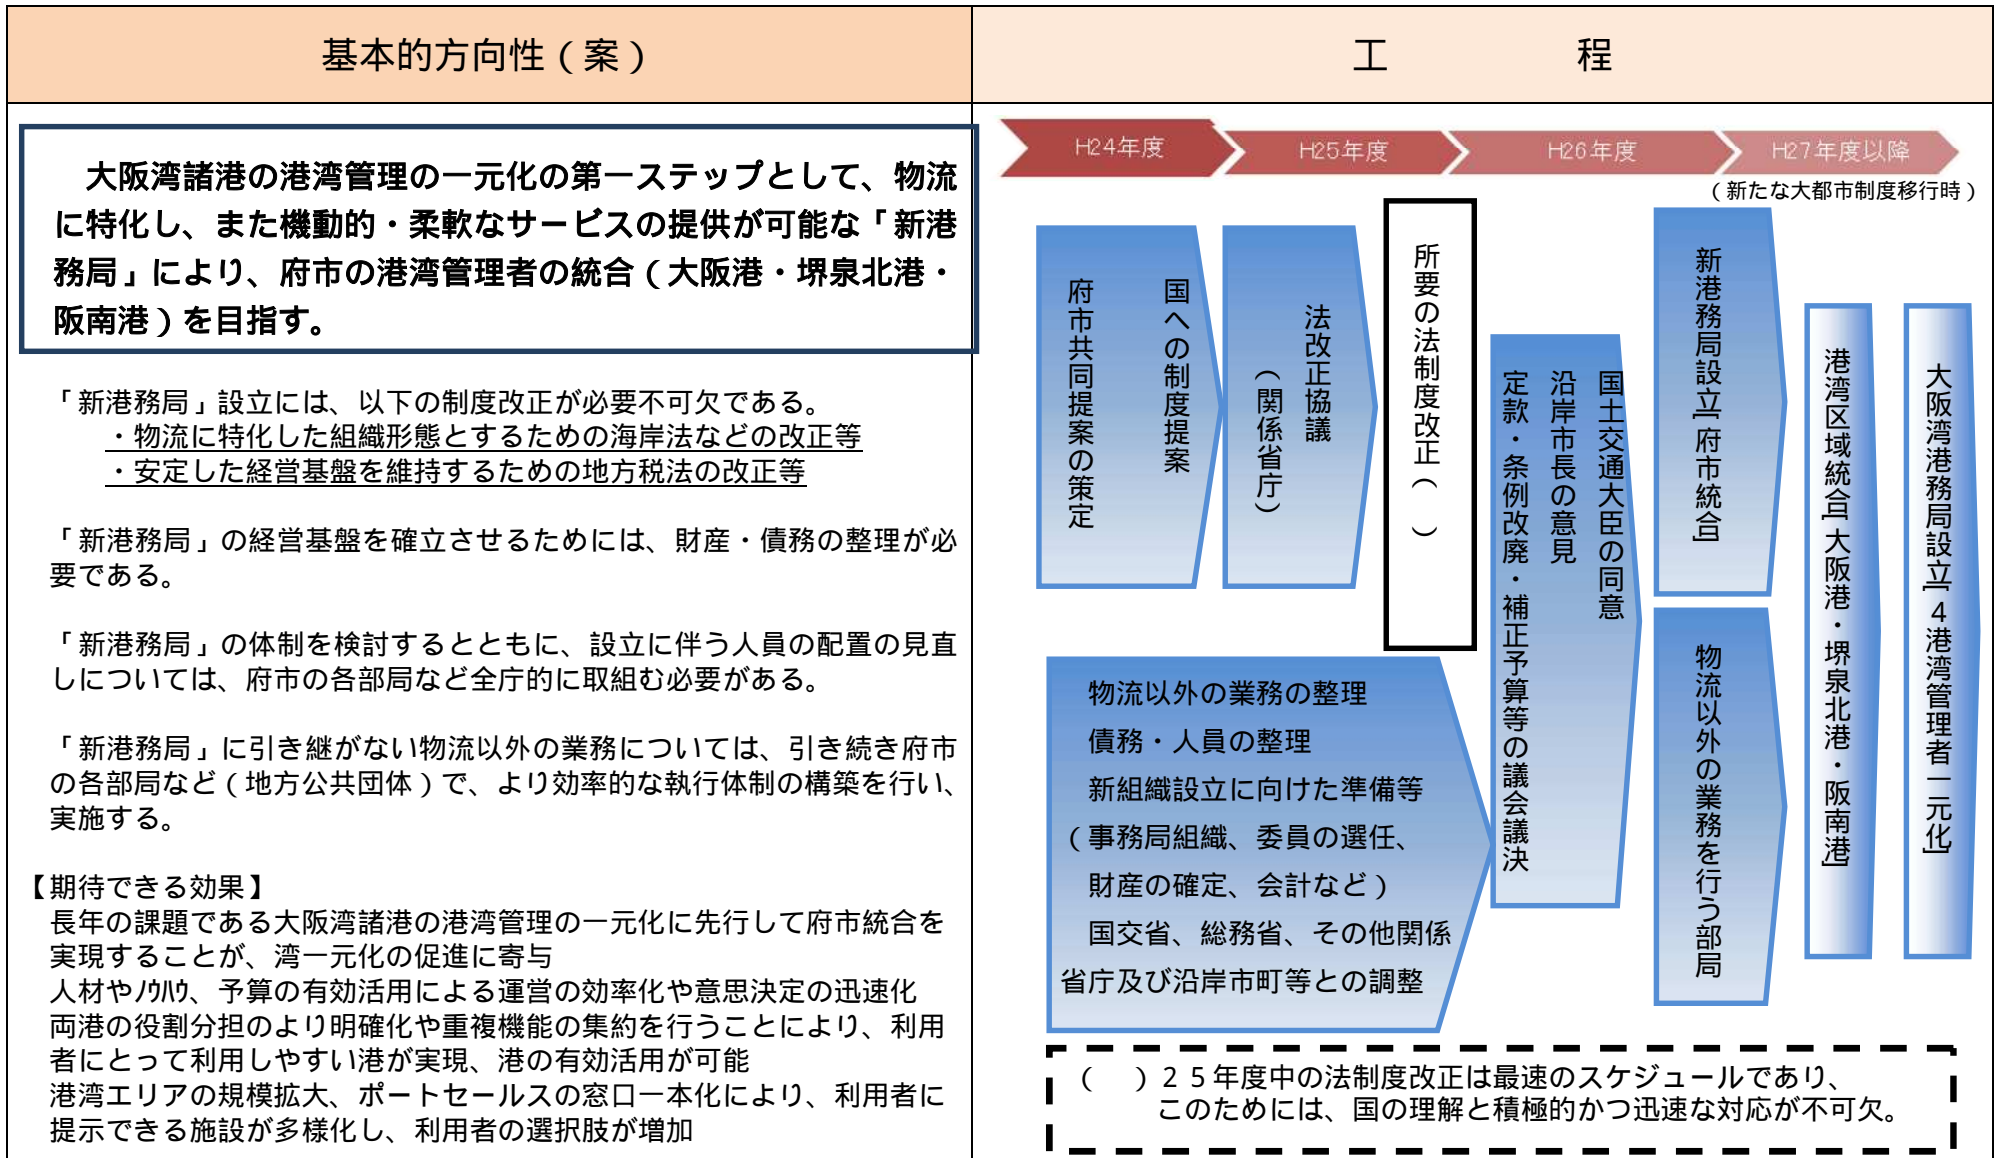 基本的方向性（案）
大阪湾諸港の港湾管理の一元化の第一ステップとして、物流
に特化し、また機動的・柔軟なサービスの提供が可能な「新港
務局」により、府市の港湾管理者の統合（大阪港・堺泉北港・
阪南港）を目指す。
「新港務局」設立には、以下の制度改正が必要不可欠である。
・物流に特化した組織形態とするための海岸法などの改正等
・安定した経営基盤を維持するための地方税法の改正等
「新港務局」の経営基盤を確立させるためには、財産・債務の整理が必
要である。
「新港務局」の体制を検討するとともに、設立に伴う人員の配置の見直
しについては、府市の各部局など全庁的に取組む必要がある。
「新港務局」に引き継がない物流以外の業務については、引き続き府市
の各部局など（地方公共団体）で、より効率的な執行体制の構築を行い、
実施する。
【期待できる効果】
長年の課題である大阪湾諸港の港湾管理の一元化に先行して府市統合を
実現することが、湾一元化の促進に寄与
人材やﾉｳﾊｳ、予算の有効活用による運営の効率化や意思決定の迅速化
両港の役割分担のより明確化や重複機能の集約を行うことにより、利用
者にとって利用しやすい港が実現、港の有効活用が可能
港湾エリアの規模拡大、ポートセールスの窓口一本化により、利用者に
提示できる施設が多様化し、利用者の選択肢が増加
工　程
H24年度
H25年度
H26年度
H27年度以降
（新たな大都市制度移行時）
国への制度提案
府市共同提案の策定
法改正協議
（関係省庁）
所要の法制度改正（　）
国土交通大臣の同意
沿岸市長の意見
定款・条例改廃・補正予算等の議会議決
新港務局設立「府市統合」
物流以外の業務を行う部局
港湾区域統合「大阪港・堺泉北港・阪南港」
大阪湾港務局設立「４港湾管理者一元化」
物流以外の業務の整理
債務・人員の整理
新組織設立に向けた準備等
（事務局組織、委員の選任、
財産の確定、会計など）
国交省、総務省、その他関係
省庁及び沿岸市町等との調整
（　）２５年度中の法制度改正は最速のスケジュールであり、
このためには、国の理解と積極的かつ迅速な対応が不可欠。